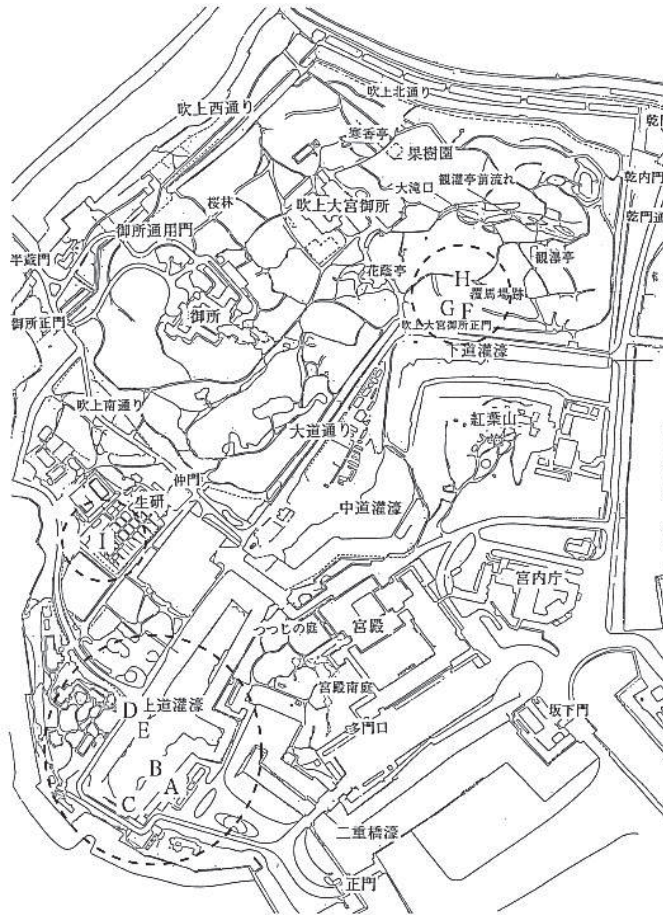 吹上西通り
吹上北通り
寒香亭
果樹園
乾内門
大滝口
観瀑亭前流れ
桜林
吹上大宮御所
乾門通
御所通用門
半蔵門
花蔭亭
観瀑亭
H
覆馬場跡
G F
御所
御所正門
吹上大宮御所正門
下道灌濠
吹上南通り
大道通り
紅葉山
仲門
生研
中道灌濠
I
宮内庁
つつじの庭
宮殿
宮殿南庭
D
上道灌濠
E
多門口
坂下門
B
A
C
二重橋濠
正門